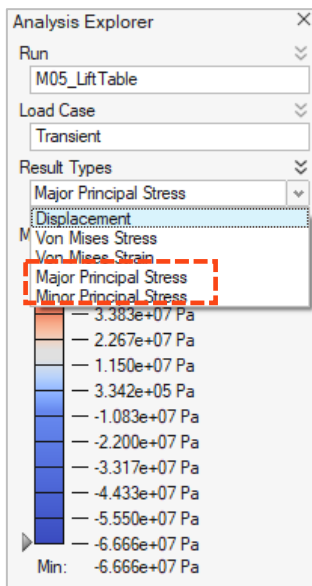 Analysis Explorer
Run
M05_LiftTable
Load Case
Transient
Result Types
Major Principal Stress
Displacement
M
Von Mises Stress
Von Mises Strain
Major Principal Stress
Minor Principal Stress
3.383e+07 Pa
2.267e+07 Pa
1.150e+07 Pa
3.342e+05 Pa
-1.083e+07 Pa
-2.200e+07 Pa
-3.317e+07 Pa
-4.433e+07 Pa
-5.550e+07 Pa
-6.666e+07 Pa
Min: -6.666e+07 Pa